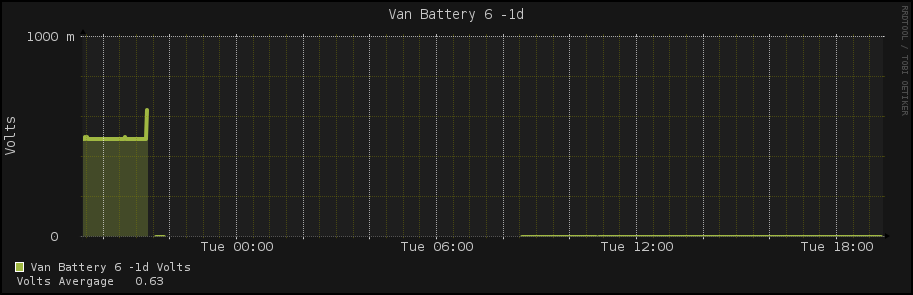 Van Battery 6 -1d
RRDTOOL / TOBI OETIKER
1000 m
Volts
0
Tue 00:00 Tue 06:00 Tue 12:00 Tue 18:00
Van Battery 6 -1d Volts
Volts Avergage 0.63